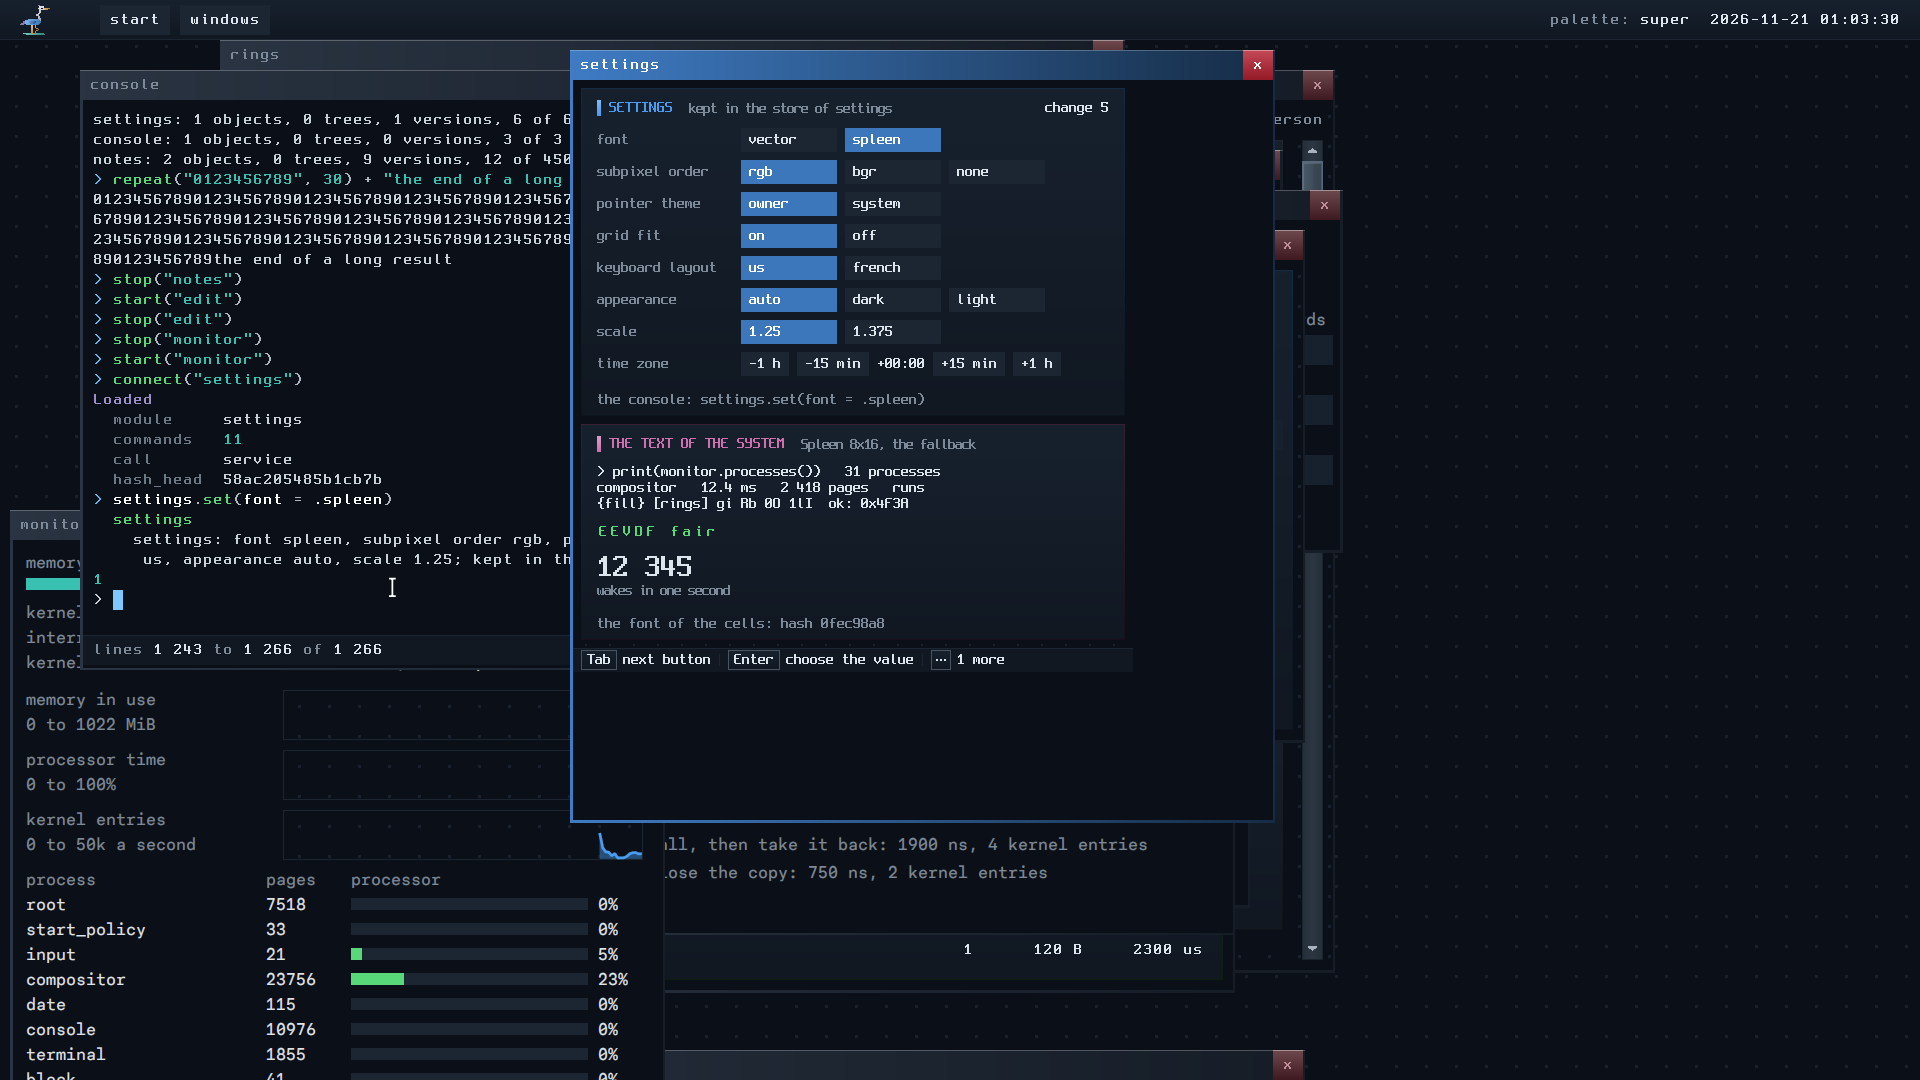 start windows palette: super 2026-11-21 01:03:30
rings
console
settings: 1 objects, 0 trees, 1 versions, 6 of 6
console: 1 objects, 0 trees, 0 versions, 3 of 3
notes: 2 objects, 0 trees, 9 versions, 12 of 450
> repeat("0123456789", 30) + "the end of a long
012345678901234567890123456789012345678901234567
678901234567890123456789012345678901234567890123
234567890123456789012345678901234567890123456789
890123456789the end of a long result
> stop("notes")
> start("edit")
> stop("edit")
> stop("monitor")
> start("monitor")
> connect("settings")
Loaded
module settings
commands 11
call service
hash_head 58ac205485b1cb7b
> settings.set(font = .spleen)
settings
settings: font spleen, subpixel order rgb, p
us, appearance auto, scale 1.25; kept in th
1
>
lines 1 243 to 1 266 of 1 266
settings x
SETTINGS kept in the store of settings change 5
font vector spleen
subpixel order rgb bgr none
pointer theme owner system
grid fit on off
keyboard layout us french
appearance auto dark light
scale 1.25 1.375
time zone -1 h -15 min +00:00 +15 min +1 h
the console: settings.set(font = .spleen)
THE TEXT OF THE SYSTEM Spleen 8x16, the fallback
> print(monitor.processes()) 31 processes
compositor 12.4 ms 2 418 pages runs
{fill} [rings] gi Rb 0O 1lI ok: 0x4F3A
EEVDF fair
12 345
wakes in one second
the font of the cells: hash 0fec98a8
Tab next button Enter choose the value ··· 1 more
x
erson
x
x
ds
monito
memory
kernel
inter
kerne
memory in use
0 to 1022 MiB
processor time
0 to 100%
kernel entries
0 to 50k a second
process pages processor
root 7518 0%
start_policy 33 0%
input 21 5%
compositor 23756 23%
date 115 0%
console 10976 0%
terminal 1855 0%
block 41 0%
all, then take it back: 1900 ns, 4 kernel entries
lose the copy: 750 ns, 2 kernel entries
1 120 B 2300 us
x